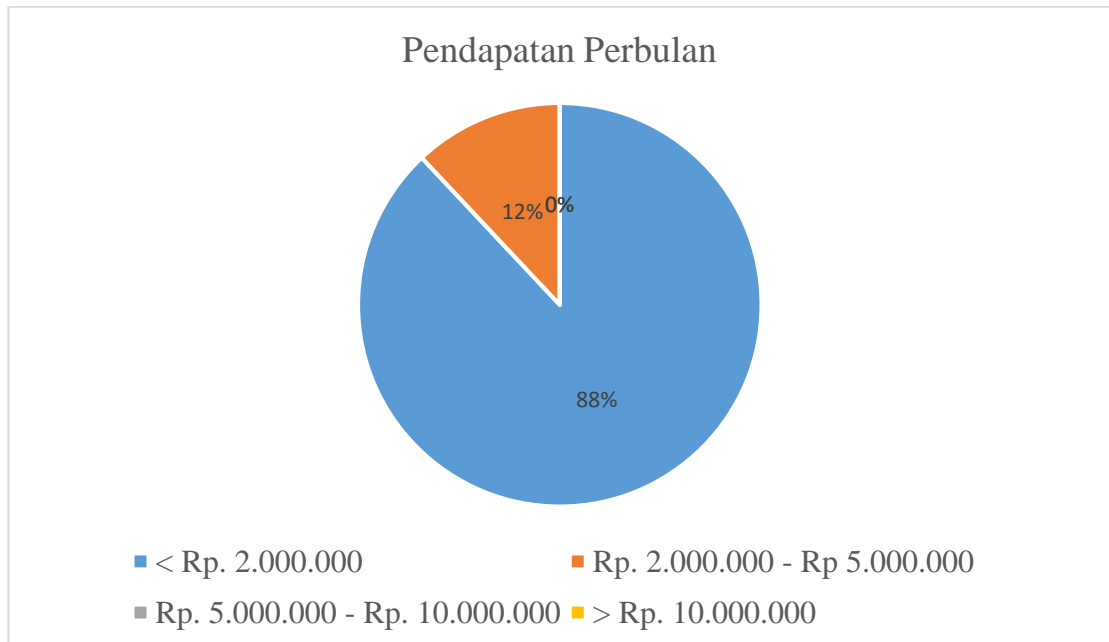 Pendapatan Perbulan
12% 0%
88%
< Rp. 2.000.000
Rp. 2.000.000 - Rp 5.000.000
Rp. 5.000.000 - Rp. 10.000.000
> Rp. 10.000.000